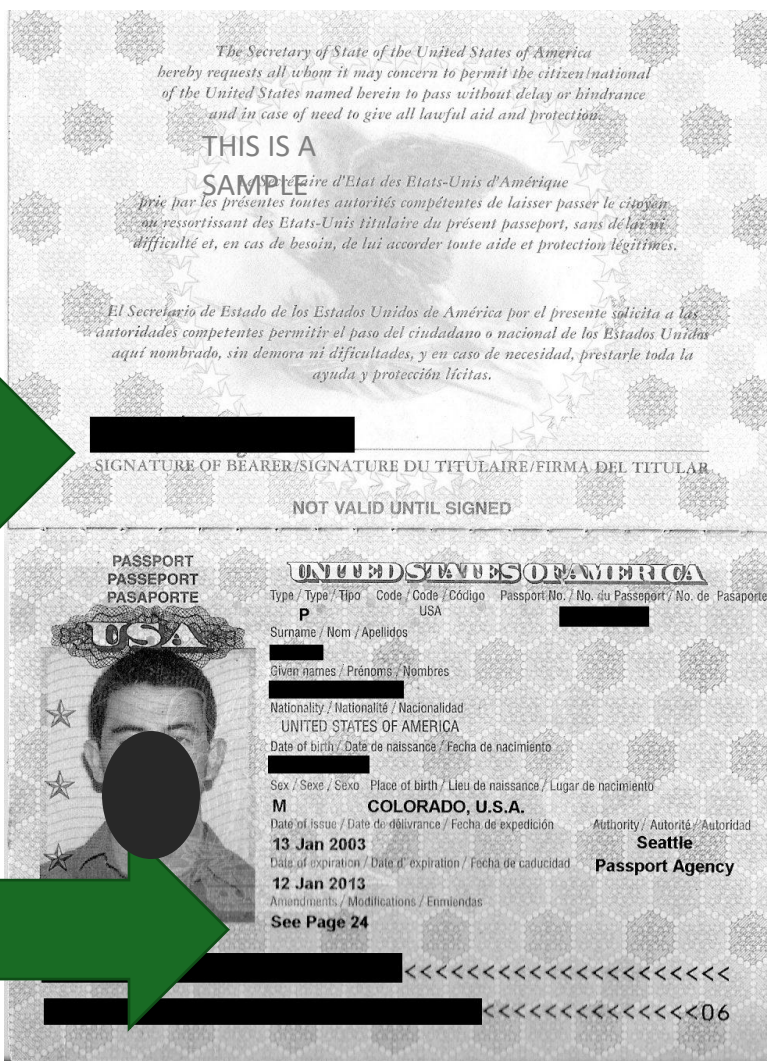 The Secretary of State of the United States of America
hereby requests all whom it may concern to permit the citizen/national
of the United States named herein to pass without delay or hindrance
and in case of need to give all lawful aid and protection.
THIS IS A
SAMPLE
Le Secrétaire d'Etat des Etats-Unis d'Amérique
prie par les présentes toutes autorités compétentes de laisser passer le citoyen
ou ressortissant des Etats-Unis titulaire du présent passeport, sans délai ni
difficulté et, en cas de besoin, de lui accorder toute aide et protection légitimes.
El Secretario de Estado de los Estados Unidos de América por el presente solicita a las
autoridades competentes permitir el paso del ciudadano o nacional de los Estados Unidos
aquí nombrado, sin demora ni dificultades, y en caso de necesidad, prestarle toda la
ayuda y protección lícitas.
SIGNATURE OF BEARER/SIGNATURE DU TITULAIRE/FIRMA DEL TITULAR
NOT VALID UNTIL SIGNED
PASSPORT
PASSEPORT
PASAPORTE
USA
UNITED STATES OF AMERICA
Type / Type / Tipo Code / Code / Código Passport No. / No. du Passeport / No. de Pasaporte
P USA
Surname / Nom / Apellidos
Given names / Prénoms / Nombres
Nationality / Nationalité / Nacionalidad
UNITED STATES OF AMERICA
Date of birth / Date de naissance / Fecha de nacimiento
Sex / Sexe / Sexo Place of birth / Lieu de naissance / Lugar de nacimiento
M COLORADO, U.S.A.
Date of issue / Date de délivrance / Fecha de expedición Authority / Autorité / Autoridad
13 Jan 2003 Seattle
Date of expiration / Date d'expiration / Fecha de caducidad Passport Agency
12 Jan 2013
Amendments / Modifications / Enmiendas
See Page 24
<<<<<<<<<<<<<<<<<<<<<
<<<<<<<<<<<<<<06